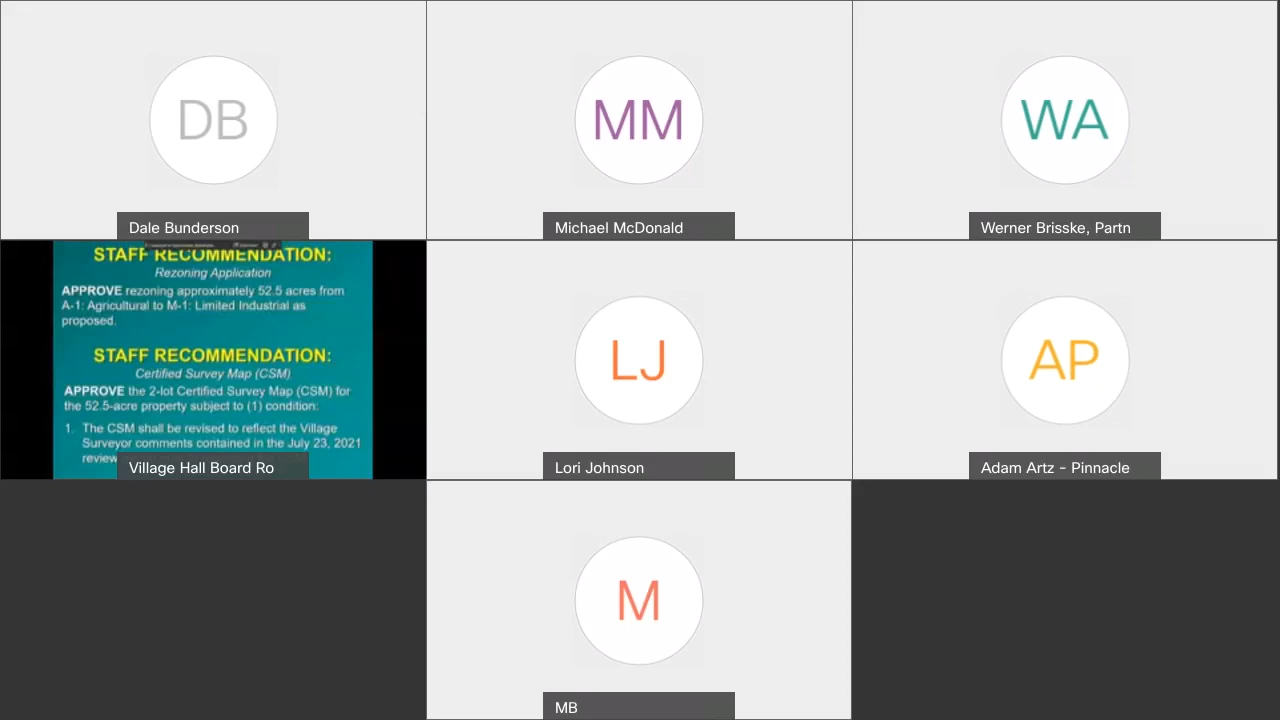 DB
Dale Bunderson
MM
Michael McDonald
WA
Werner Brisske, Partn
STAFF RECOMMENDATION:
Rezoning Application
APPROVE rezoning approximately 52.5 acres from
A-1: Agricultural to M-1: Limited Industrial as
proposed.
STAFF RECOMMENDATION:
Certified Survey Map (CSM)
APPROVE the 2-lot Certified Survey Map (CSM) for
the 52.5-acre property subject to (1) condition:
1. The CSM shall be revised to reflect the Village
Surveyor comments contained in the July 23, 2021
review
Village Hall Board Ro
LJ
Lori Johnson
AP
Adam Artz - Pinnacle
M
MB